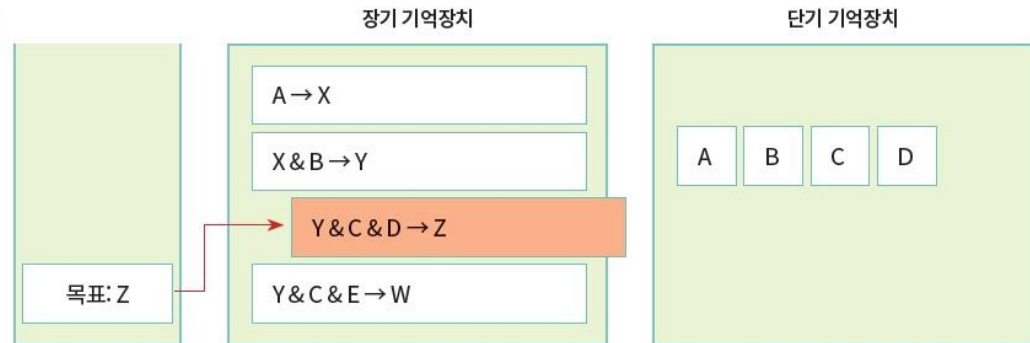 장기 기억장치
단기 기억장치
A → X
X & B → Y
A B C D
Y & C & D → Z
목표: Z
Y & C & E → W